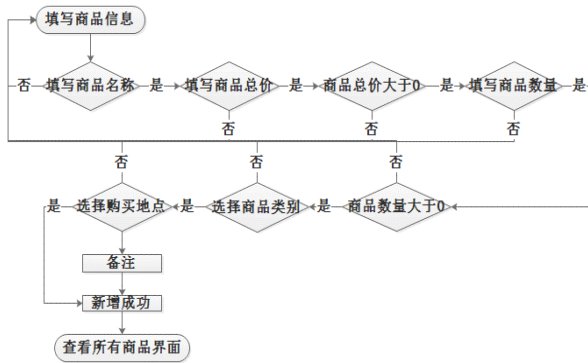 填写商品信息
否 填写商品名称 是 填写商品总价 是 商品总价大于0 是 填写商品数量 是
否 否 否
否 否 否
是 选择购买地点 是 选择商品类别 是 商品数量大于0
备注
新增成功
查看所有商品界面